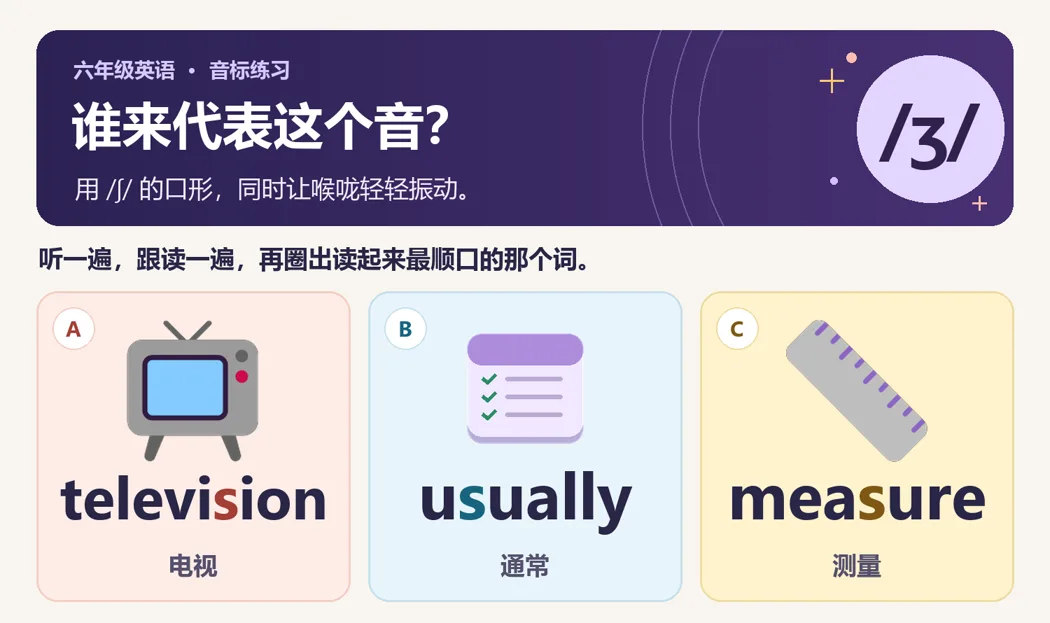 六年级英语 • 音标练习
谁来代表这个音？
用 /ʃ/ 的口形，同时让喉咙轻轻振动。
/ʒ/
听一遍，跟读一遍，再圈出读起来最顺口的那个词。
A
television
电视
B
usually
通常
C
measure
测量